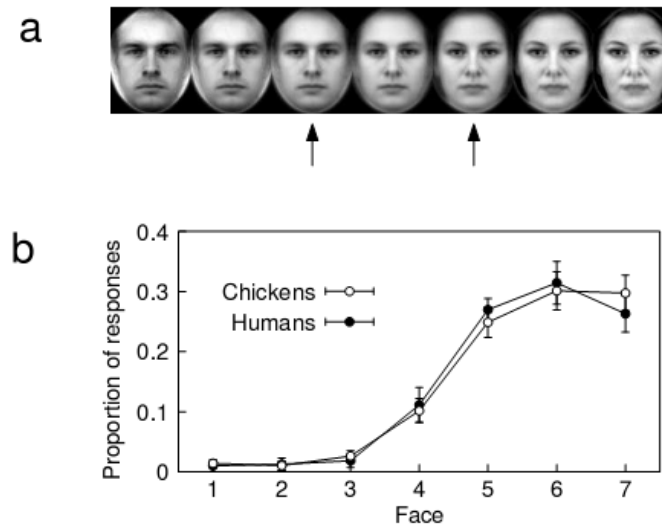 a
b
Proportion of responses
0.4
0.3
0.2
0.1
0
Chickens
Humans
1 2 3 4 5 6 7
Face